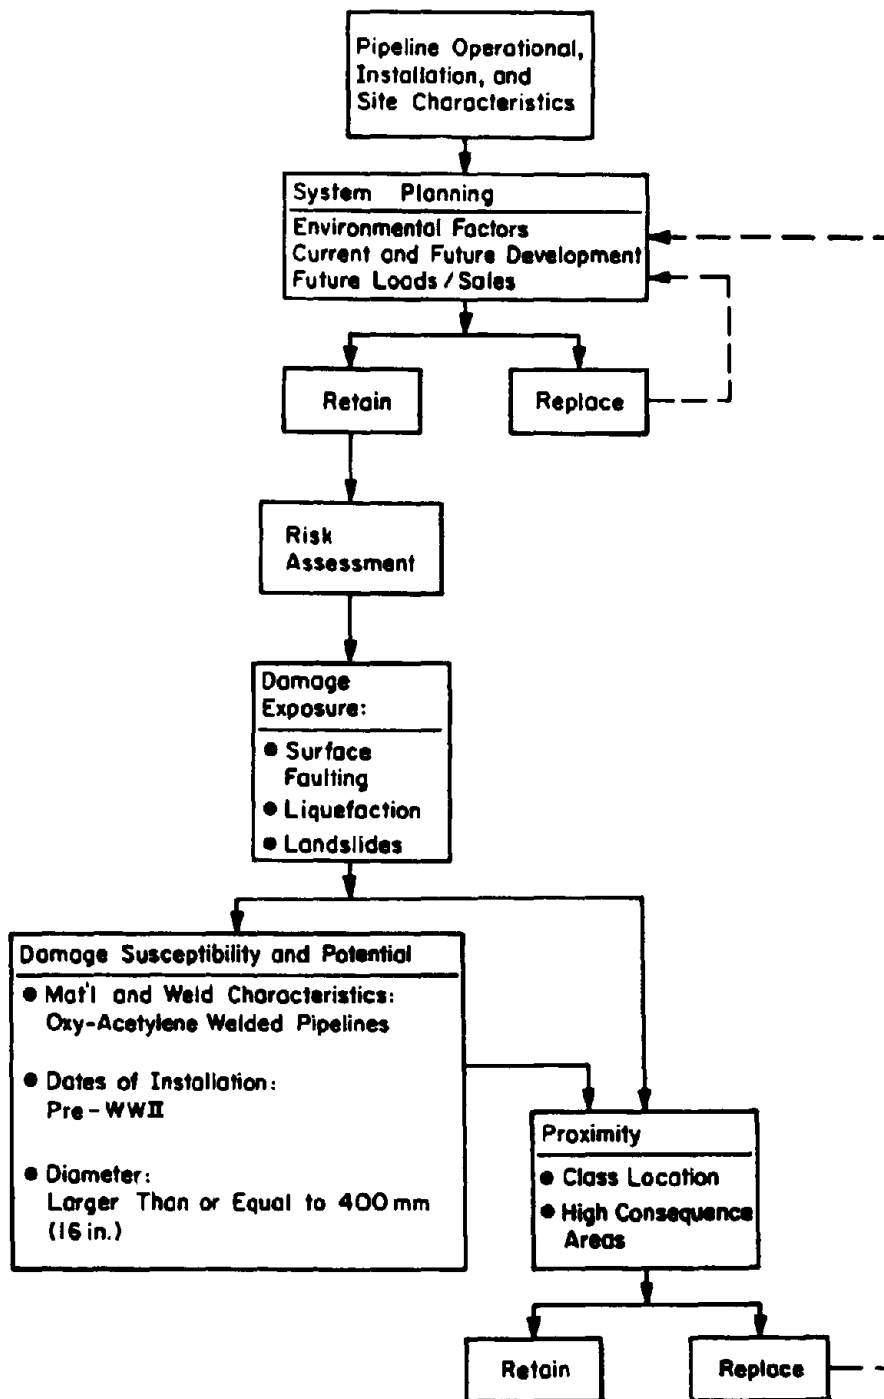 Pipeline Operational,
Installation, and
Site Characteristics
System Planning
Environmental Factors
Current and Future Development
Future Loads / Sales
Retain
Replace
Risk
Assessment
Damage
Exposure:
● Surface
Faulting
● Liquefaction
● Landslides
Damage Susceptibility and Potential
● Mat'l and Weld Characteristics:
Oxy-Acetylene Welded Pipelines
● Dates of Installation:
Pre-WWII
● Diameter:
Larger Than or Equal to 400 mm
(16 in.)
Proximity
● Class Location
● High Consequence
Areas
Retain
Replace